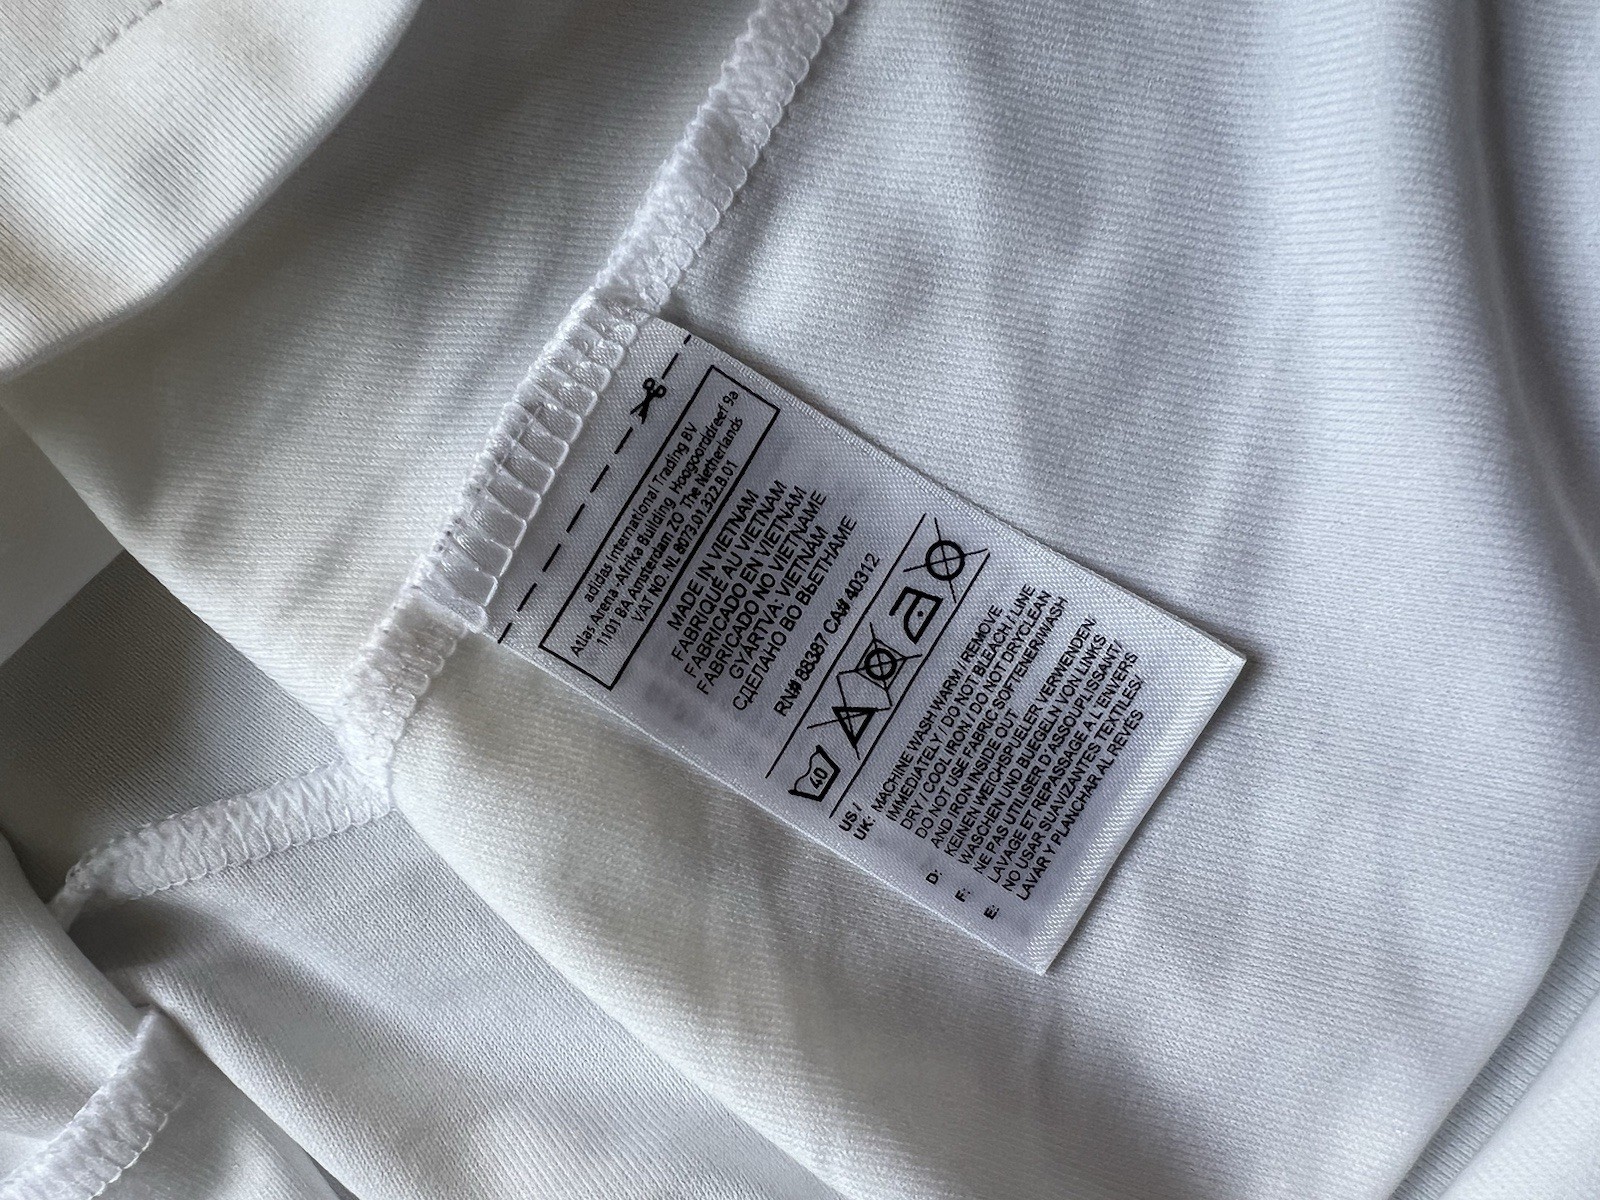 adidas International Trading BV
Atlas Arena -Afrika Building Hoogoorddreef 9a
1101 BA Amsterdam ZO The Netherlands
VAT NO. NL 8073.01.322.B.01
MADE IN VIETNAM
FABRIQUÉ AU VIETNAM
FABRICADO EN VIETNAM
FABRICADO NO VIETNAME
GYÁRTVA: VIETNAM
СДЕЛАНО ВО ВЬЕТНАМЕ
RN# 88387 CA# 40312
40
US / MACHINE WASH WARM / REMOVE
UK: IMMEDIATELY / DO NOT BLEACH / LINE
DRY / COOL IRON / DO NOT DRYCLEAN
DO NOT USE FABRIC SOFTENER/WASH
AND IRON INSIDE OUT
D: KEINEN WEICHSPUELER VERWENDEN/
WASCHEN UND BUEGELN VON LINKS
F: NE PAS UTILISER D'ASSOUPLISSANT/
LAVAGE ET REPASSAGE A L'ENVERS
E: NO USAR SUAVIZANTES TEXTILES/
LAVAR Y PLANCHAR AL REVES